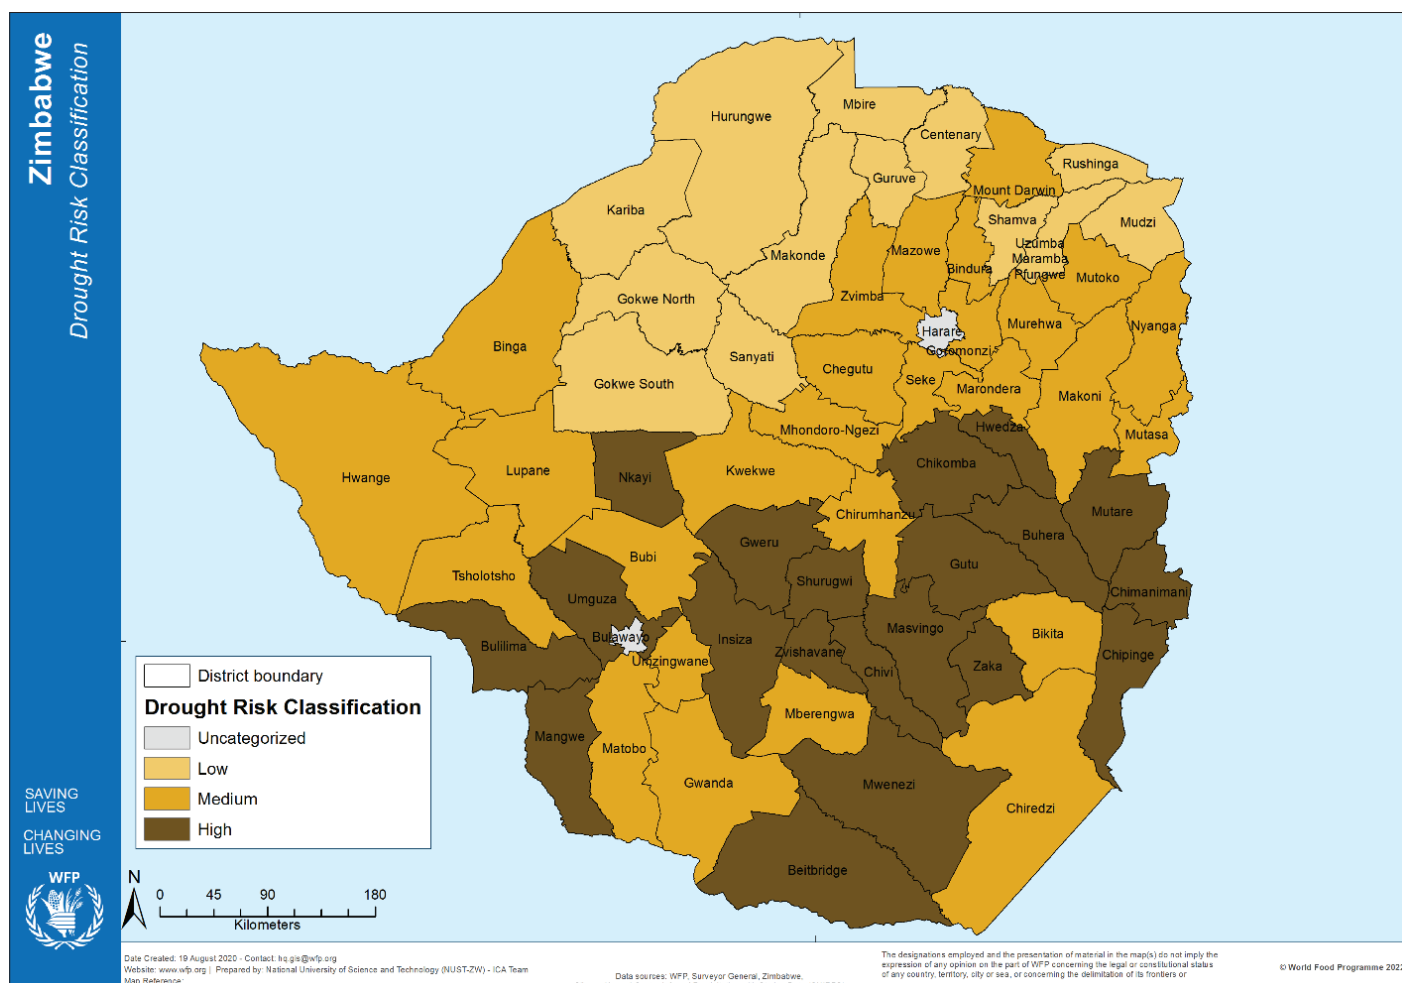 Zimbabwe
Drought Risk Classification
Hurungwe
Mbire
Centenary
Rushinga
Guruve
Mount Darwin
Kariba
Shamva
Mudzi
Uzumba
Maramba
Pfungwe
Makonde
Mazowe
Bindura
Mutoko
Zvimba
Gokwe North
Harare
Murehwa
Nyanga
Binga
Goromonzi
Sanyati
Chegutu
Seke
Gokwe South
Marondera
Makoni
Mhondoro-Ngezi
Hwedza
Mutasa
Hwange
Lupane
Nkayi
Kwekwe
Chikomba
Chirumhanzu
Mutare
Buhera
Gweru
Bubi
Gutu
Tsholotsho
Shurugwi
Chimanimani
Umguza
Masvingo
Bikita
Bulawayo
Insiza
Bulilima
Zvishavane
Chipinge
Umzingwane
Chivi
Zaka
Mberengwa
Mangwe
Matobo
Gwanda
Mwenezi
Chiredzi
Beitbridge
District boundary
Drought Risk Classification
Uncategorized
Low
Medium
High
SAVING
LIVES
CHANGING
LIVES
WFP
N
0 45 90 180
Kilometers
Date Created: 19 August 2020 - Contact: hq.gis@wfp.org
Website: www.wfp.org | Prepared by: National University of Science and Technology (NUST-ZW) - ICA Team
Map Reference:
Data sources: WFP, Surveyor General, Zimbabwe.
The designations employed and the presentation of material in the map(s) do not imply the
expression of any opinion on the part of WFP concerning the legal or constitutional status
of any country, territory, city or sea, or concerning the delimitation of its frontiers or
© World Food Programme 2022